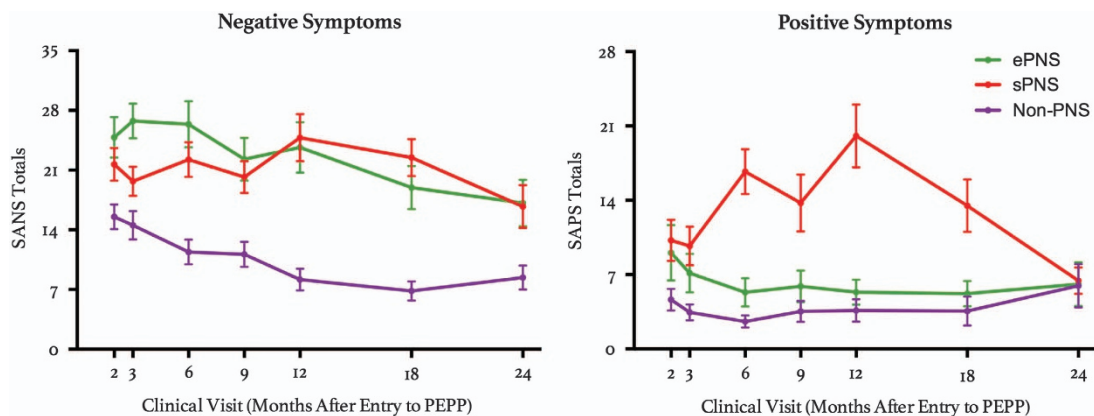 Negative Symptoms
35
28
21
14
7
0
SANS Totals
2 3 6 9 12 18 24
Clinical Visit (Months After Entry to PEPP)
Positive Symptoms
28
21
14
7
0
SAPS Totals
ePNS
sPNS
Non-PNS
2 3 6 9 12 18 24
Clinical Visit (Months After Entry to PEPP)